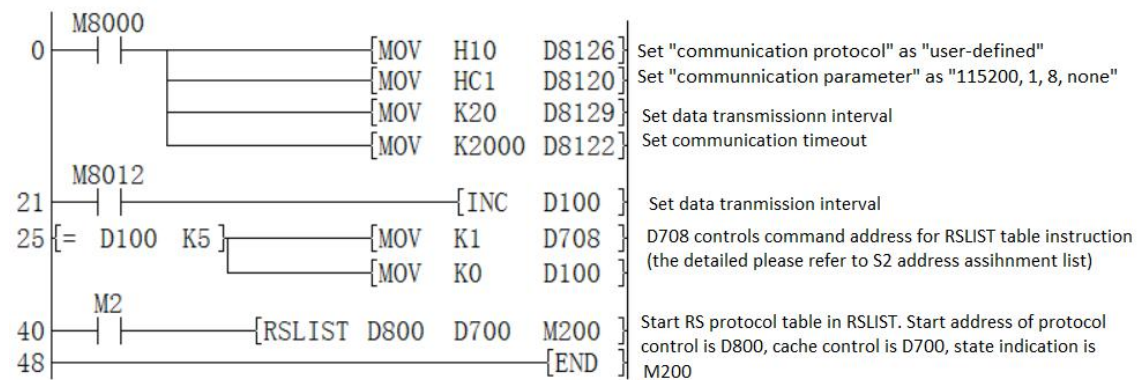 M8000
0 [MOV H10 D8126] Set "communication protocol" as "user-defined"
[MOV HC1 D8120] Set "communnication parameter" as "115200, 1, 8, none"
[MOV K20 D8129] Set data transmissionn interval
[MOV K2000 D8122] Set communication timeout
M8012
21 [INC D100 ] Set data tranmission interval
25 [= D100 K5 ] [MOV K1 D708 ] D708 controls command address for RSLIST table instruction
[MOV K0 D100 ] (the detailed please refer to S2 address assihnment list)
M2
40 [RSLIST D800 D700 M200 ] Start RS protocol table in RSLIST. Start address of protocol
control is D800, cache control is D700, state indication is
48 [END ] M200